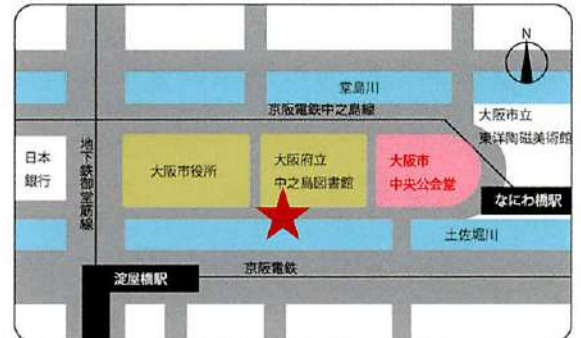 N
堂島川
京阪電鉄中之島線
大阪市立
東洋陶磁美術館
日本
銀行
地下鉄御堂筋線
大阪市役所
大阪府立
中之島図書館
大阪市
中央公会堂
なにわ橋駅
土佐堀川
京阪電鉄
淀屋橋駅